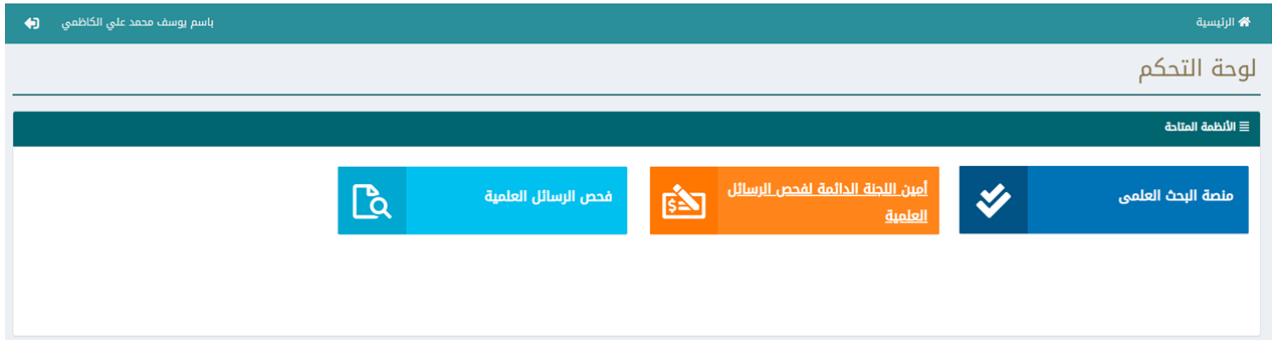 الرئيسية
باسم يوسف محمد علي الكاظمي
لوحة التحكم
الأنظمة المتاحة
منصة البحث العلمى
أمين اللجنة الدائمة لفحص الرسائل
العلمية
فحص الرسائل العلمية